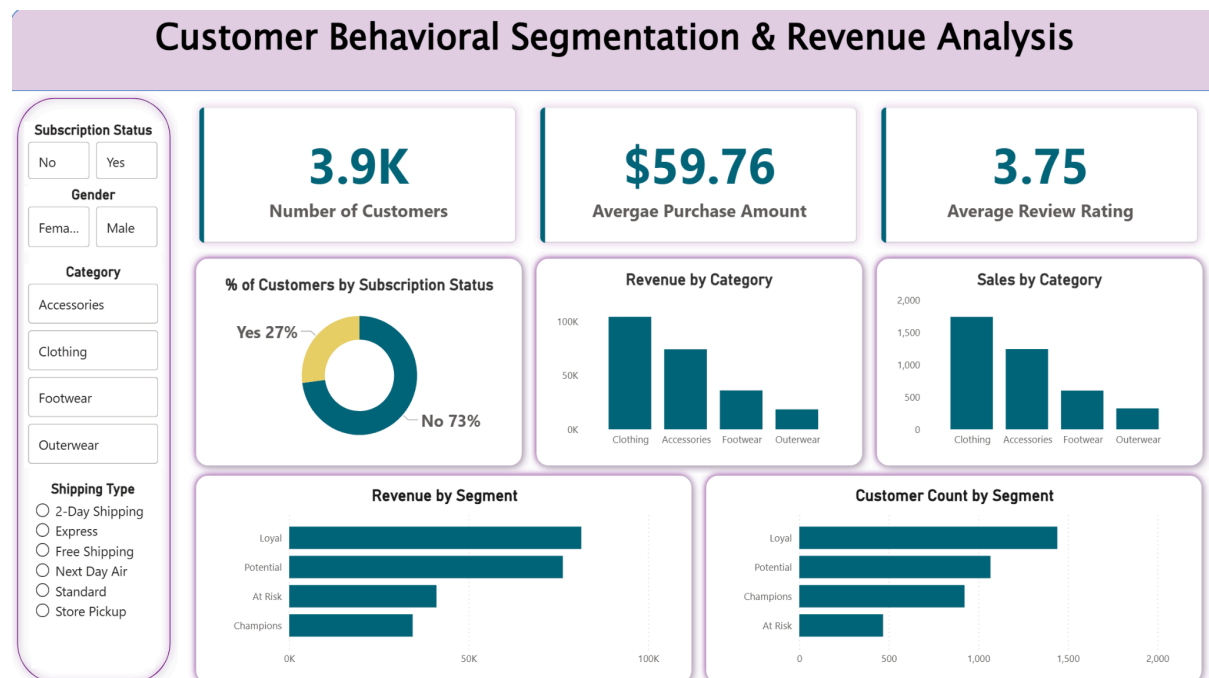 Customer Behavioral Segmentation & Revenue Analysis
Subscription Status
No
Yes
Gender
Fema...
Male
Category
Accessories
Clothing
Footwear
Outerwear
Shipping Type
2-Day Shipping
Express
Free Shipping
Next Day Air
Standard
Store Pickup
3.9K
Number of Customers
$59.76
Avergae Purchase Amount
3.75
Average Review Rating
% of Customers by Subscription Status
Yes 27%
No 73%
Revenue by Category
100K
50K
0K
Clothing Accessories Footwear Outerwear
Sales by Category
2,000
1,500
1,000
500
0
Clothing Accessories Footwear Outerwear
Revenue by Segment
Loyal
Potential
At Risk
Champions
0K 50K 100K
Customer Count by Segment
Loyal
Potential
Champions
At Risk
0 500 1,000 1,500 2,000